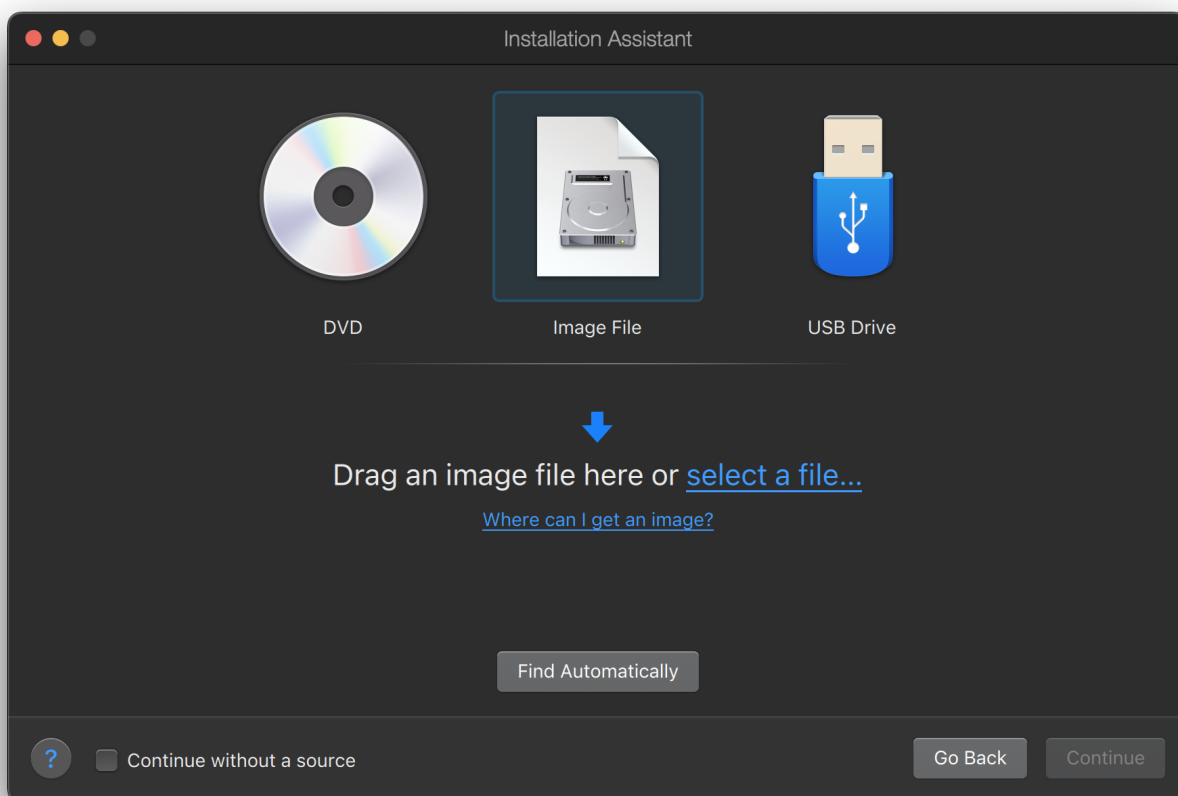 Installation Assistant
DVD
Image File
USB Drive
Drag an image file here or select a file...
Where can I get an image?
Find Automatically
? Continue without a source Go Back Continue